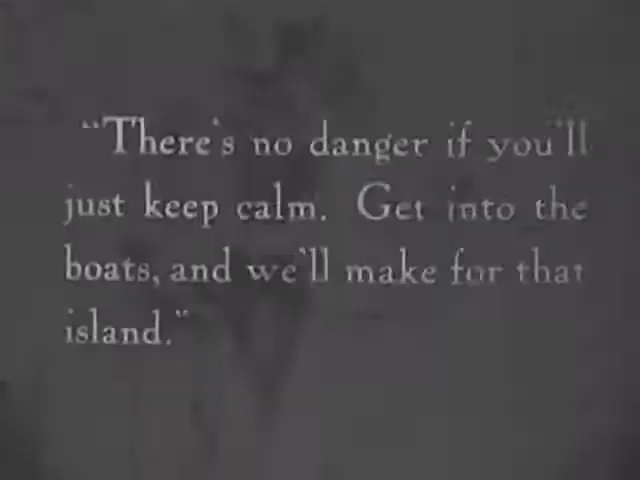 "There's no danger if you'll
just keep calm. Get into the
boats, and we'll make for that
island."